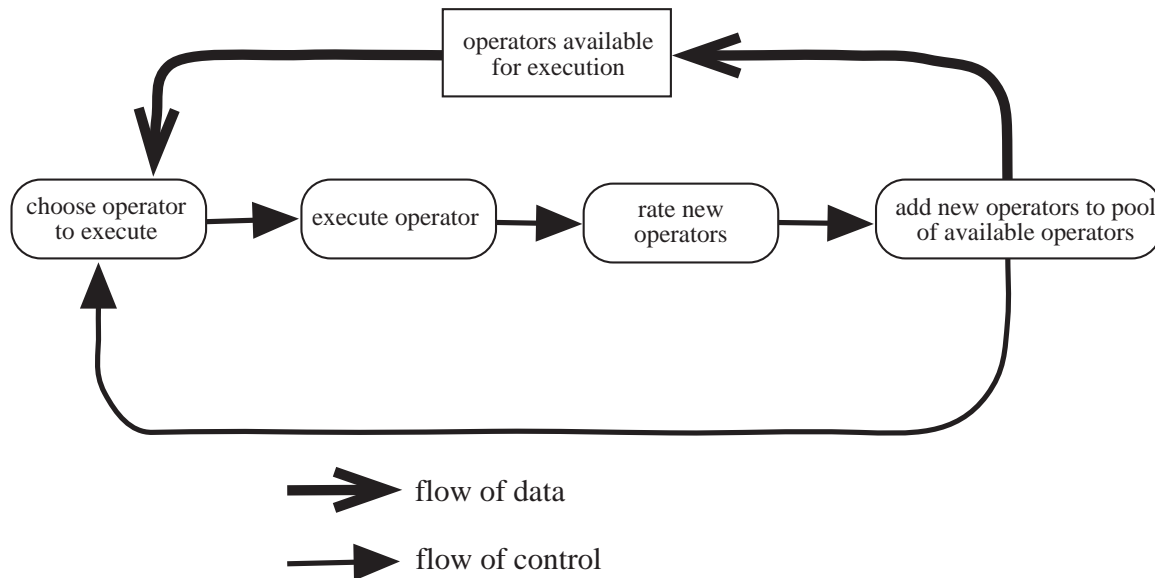 operators available
for execution
choose operator
to execute
execute operator
rate new
operators
add new operators to pool
of available operators
flow of data
flow of control